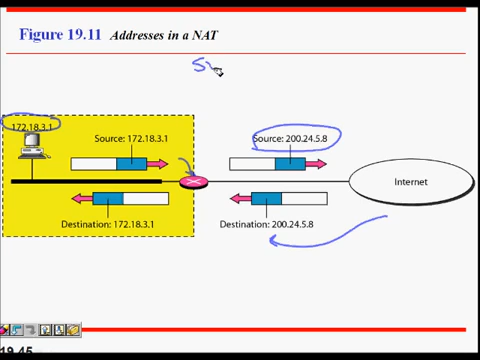 Figure 19.11 Addresses in a NAT
172.18.3.1
Source: 172.18.3.1
Source: 200.24.5.8
Internet
Destination: 172.18.3.1
Destination: 200.24.5.8
19.45